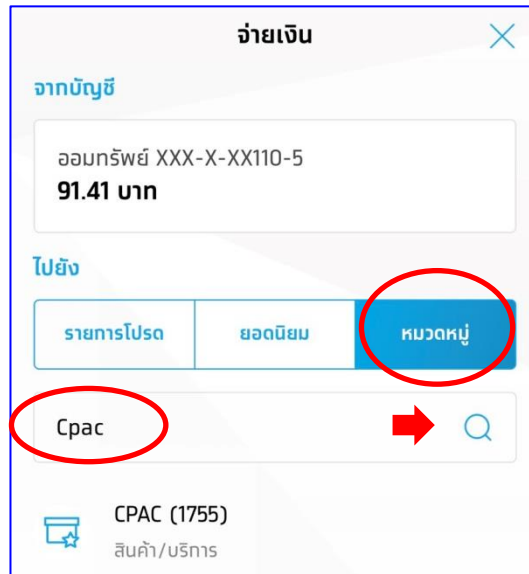 จ่ายเงิน
จากบัญชี
ออมทรัพย์ XXX-X-XX110-5
91.41 บาท
ไปยัง
รายการโปรด ยอดนิยม หมวดหมู่
Cpac
CPAC (1755)
สินค้า/บริการ